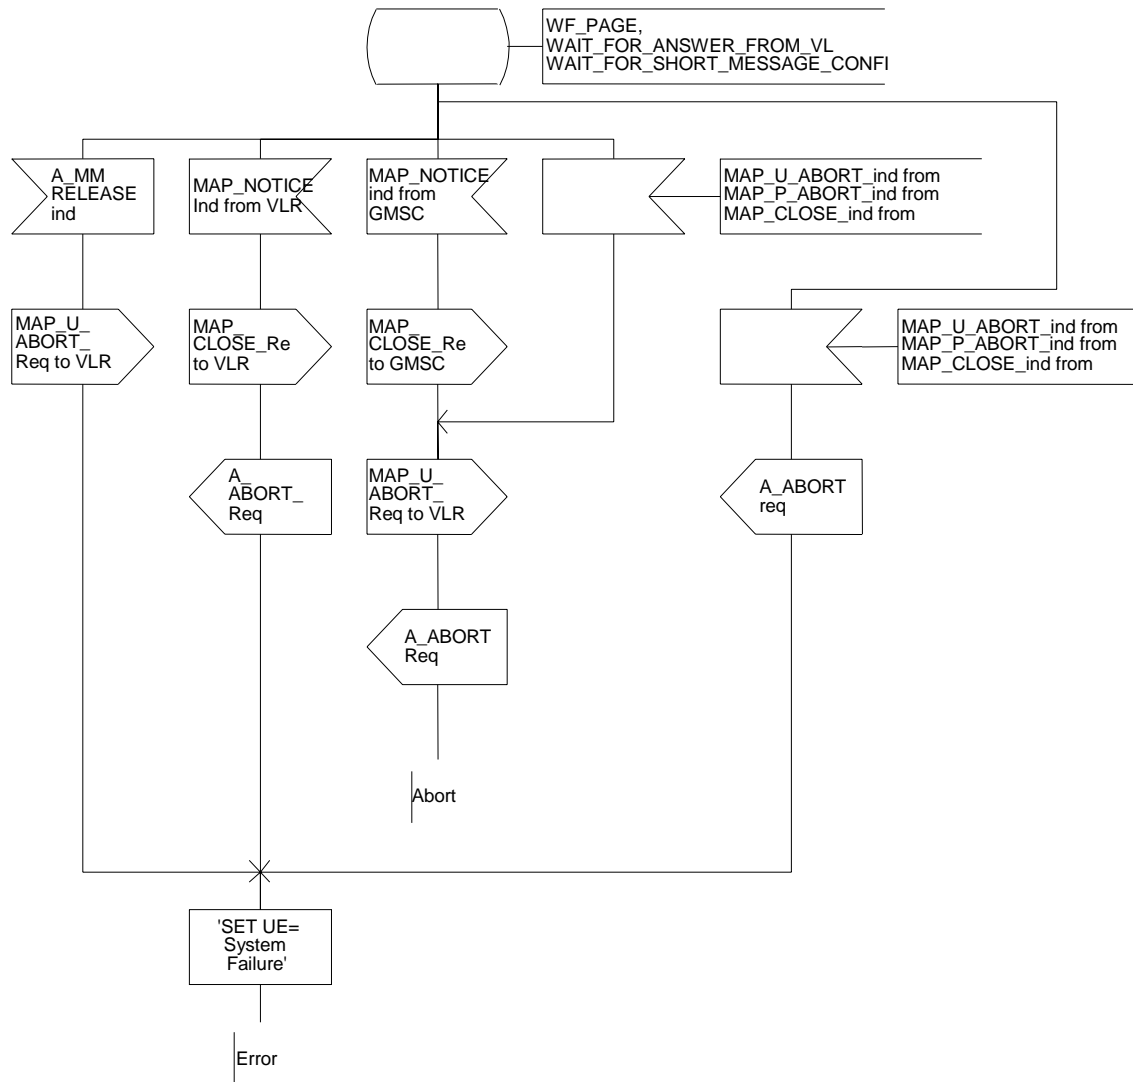 WF_PAGE,
WAIT_FOR_ANSWER_FROM_VL
WAIT_FOR_SHORT_MESSAGE_CONFI
A_MM
RELEASE
ind
MAP_NOTICE
Ind from VLR
MAP_NOTICE
ind from
GMSC
MAP_U_ABORT_ind from
MAP_P_ABORT_ind from
MAP_CLOSE_ind from
MAP_U_
ABORT_
Req to VLR
MAP_
CLOSE_Re
to VLR
MAP_
CLOSE_Re
to GMSC
MAP_U_ABORT_ind from
MAP_P_ABORT_ind from
MAP_CLOSE_ind from
A_
ABORT_
Req
MAP_U_
ABORT_
Req to VLR
A_ABORT
req
A_ABORT
Req
Abort
'SET UE=
System
Failure'
Error